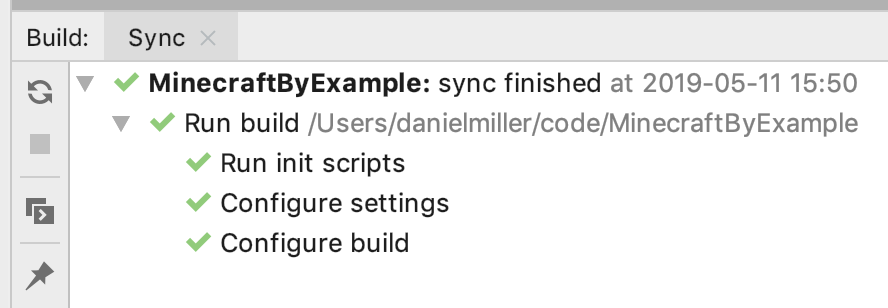 Build: Sync
MinecraftByExample: sync finished at 2019-05-11 15:50
Run build /Users/danielmiller/code/MinecraftByExample
Run init scripts
Configure settings
Configure build